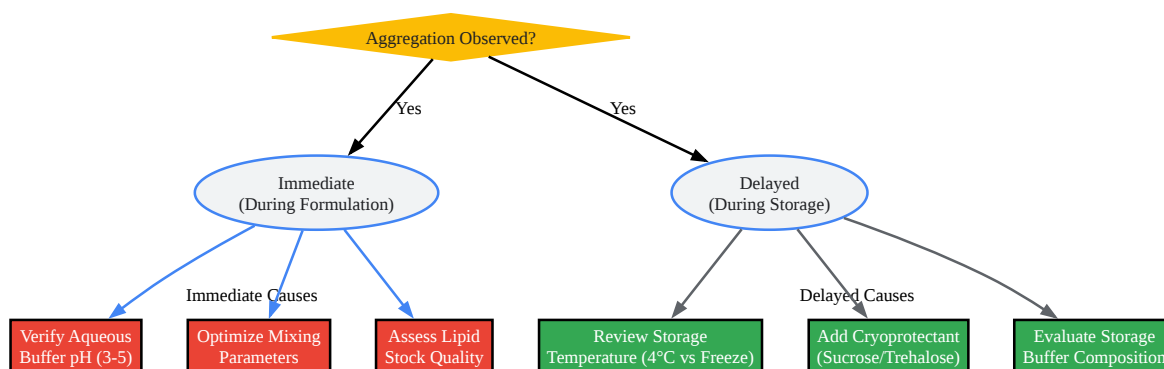 Aggregation Observed?
Yes
Yes
Immediate
(During Formulation)
Delayed
(During Storage)
Immediate Causes
Delayed Causes
Verify Aqueous
Buffer pH (3-5)
Optimize Mixing
Parameters
Assess Lipid
Stock Quality
Review Storage
Temperature (4°C vs Freeze)
Add Cryoprotectant
(Sucrose/Trehalose)
Evaluate Storage
Buffer Composition